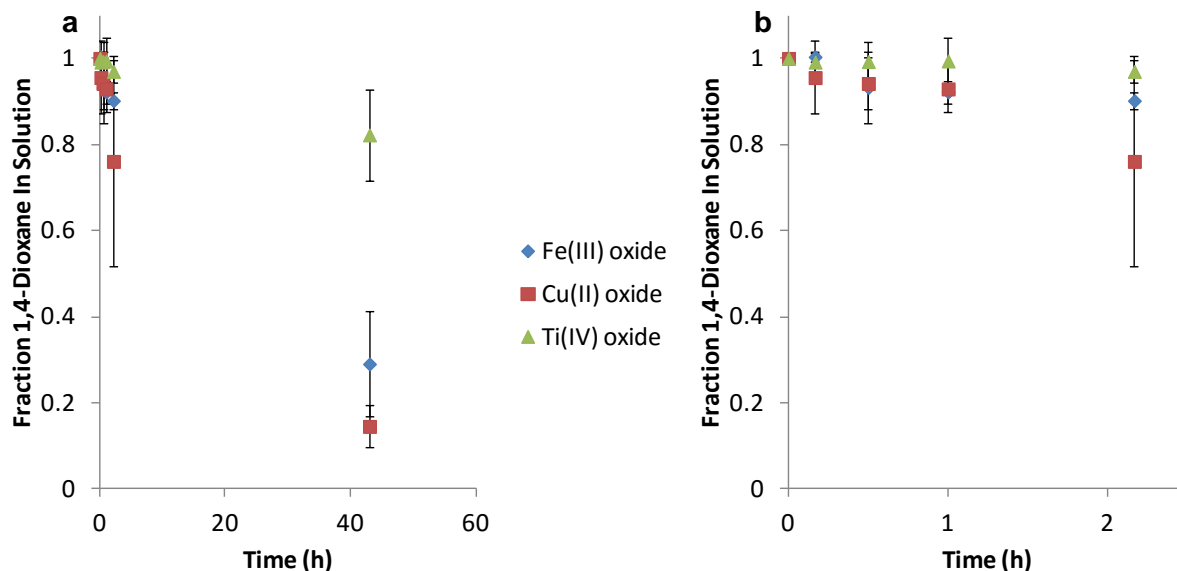 a
Fraction 1,4-Dioxane In Solution
1
0.8
0.6
0.4
0.2
0
0
20
40
60
Time (h)
Fe(III) oxide
Cu(II) oxide
Ti(IV) oxide
b
Fraction 1,4-Dioxane In Solution
1
0.8
0.6
0.4
0.2
0
0
1
2
Time (h)